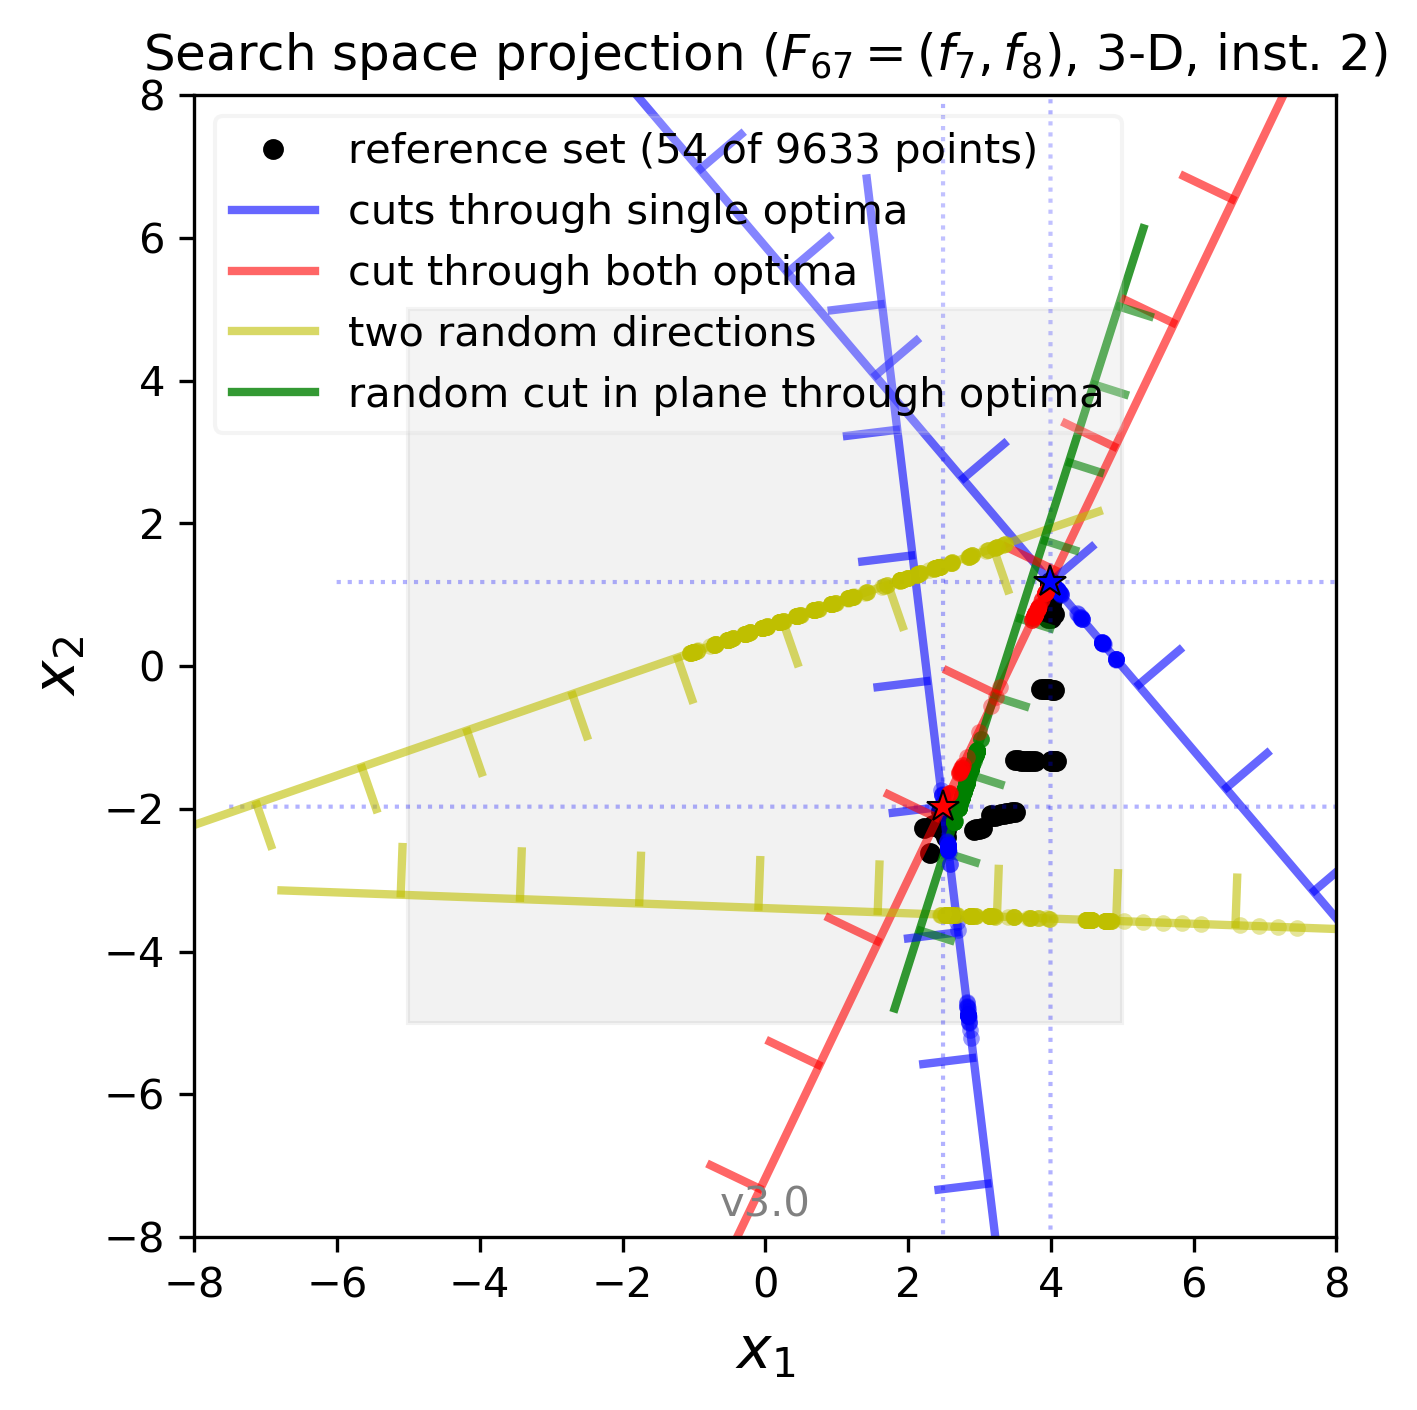 Search space projection (F67 = (f7, f8), 3-D, inst. 2)
8
6
4
2
0
−2
−4
−6
−8
x2
reference set (54 of 9633 points)
cuts through single optima
cut through both optima
two random directions
random cut in plane through optima
v3.0
−8 −6 −4 −2 0 2 4 6 8
x1